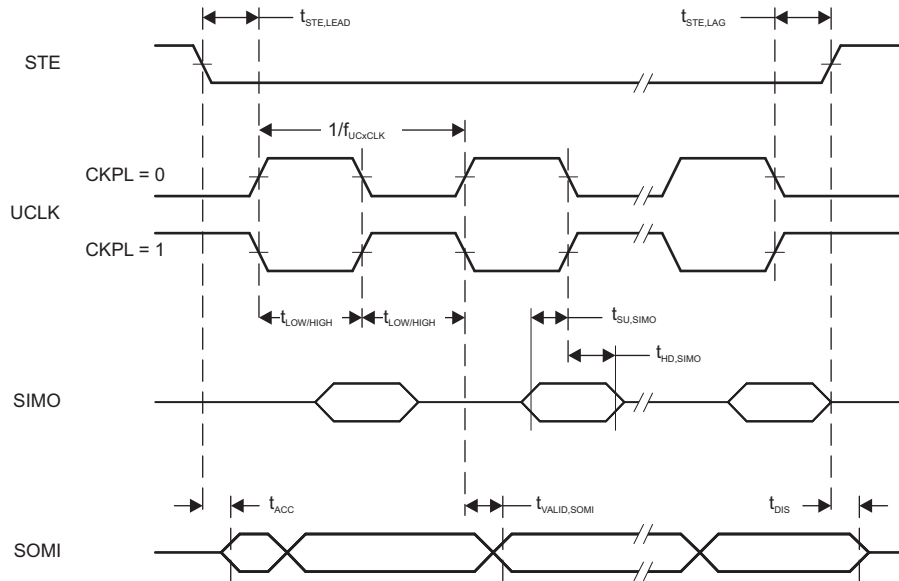 tSTE,LEAD
tSTE,LAG
STE
1/fUCxCLK
CKPL = 0
UCLK
CKPL = 1
tLOW/HIGH
tLOW/HIGH
tSU,SIMO
tHD,SIMO
SIMO
tACC
tVALID,SOMI
tDIS
SOMI